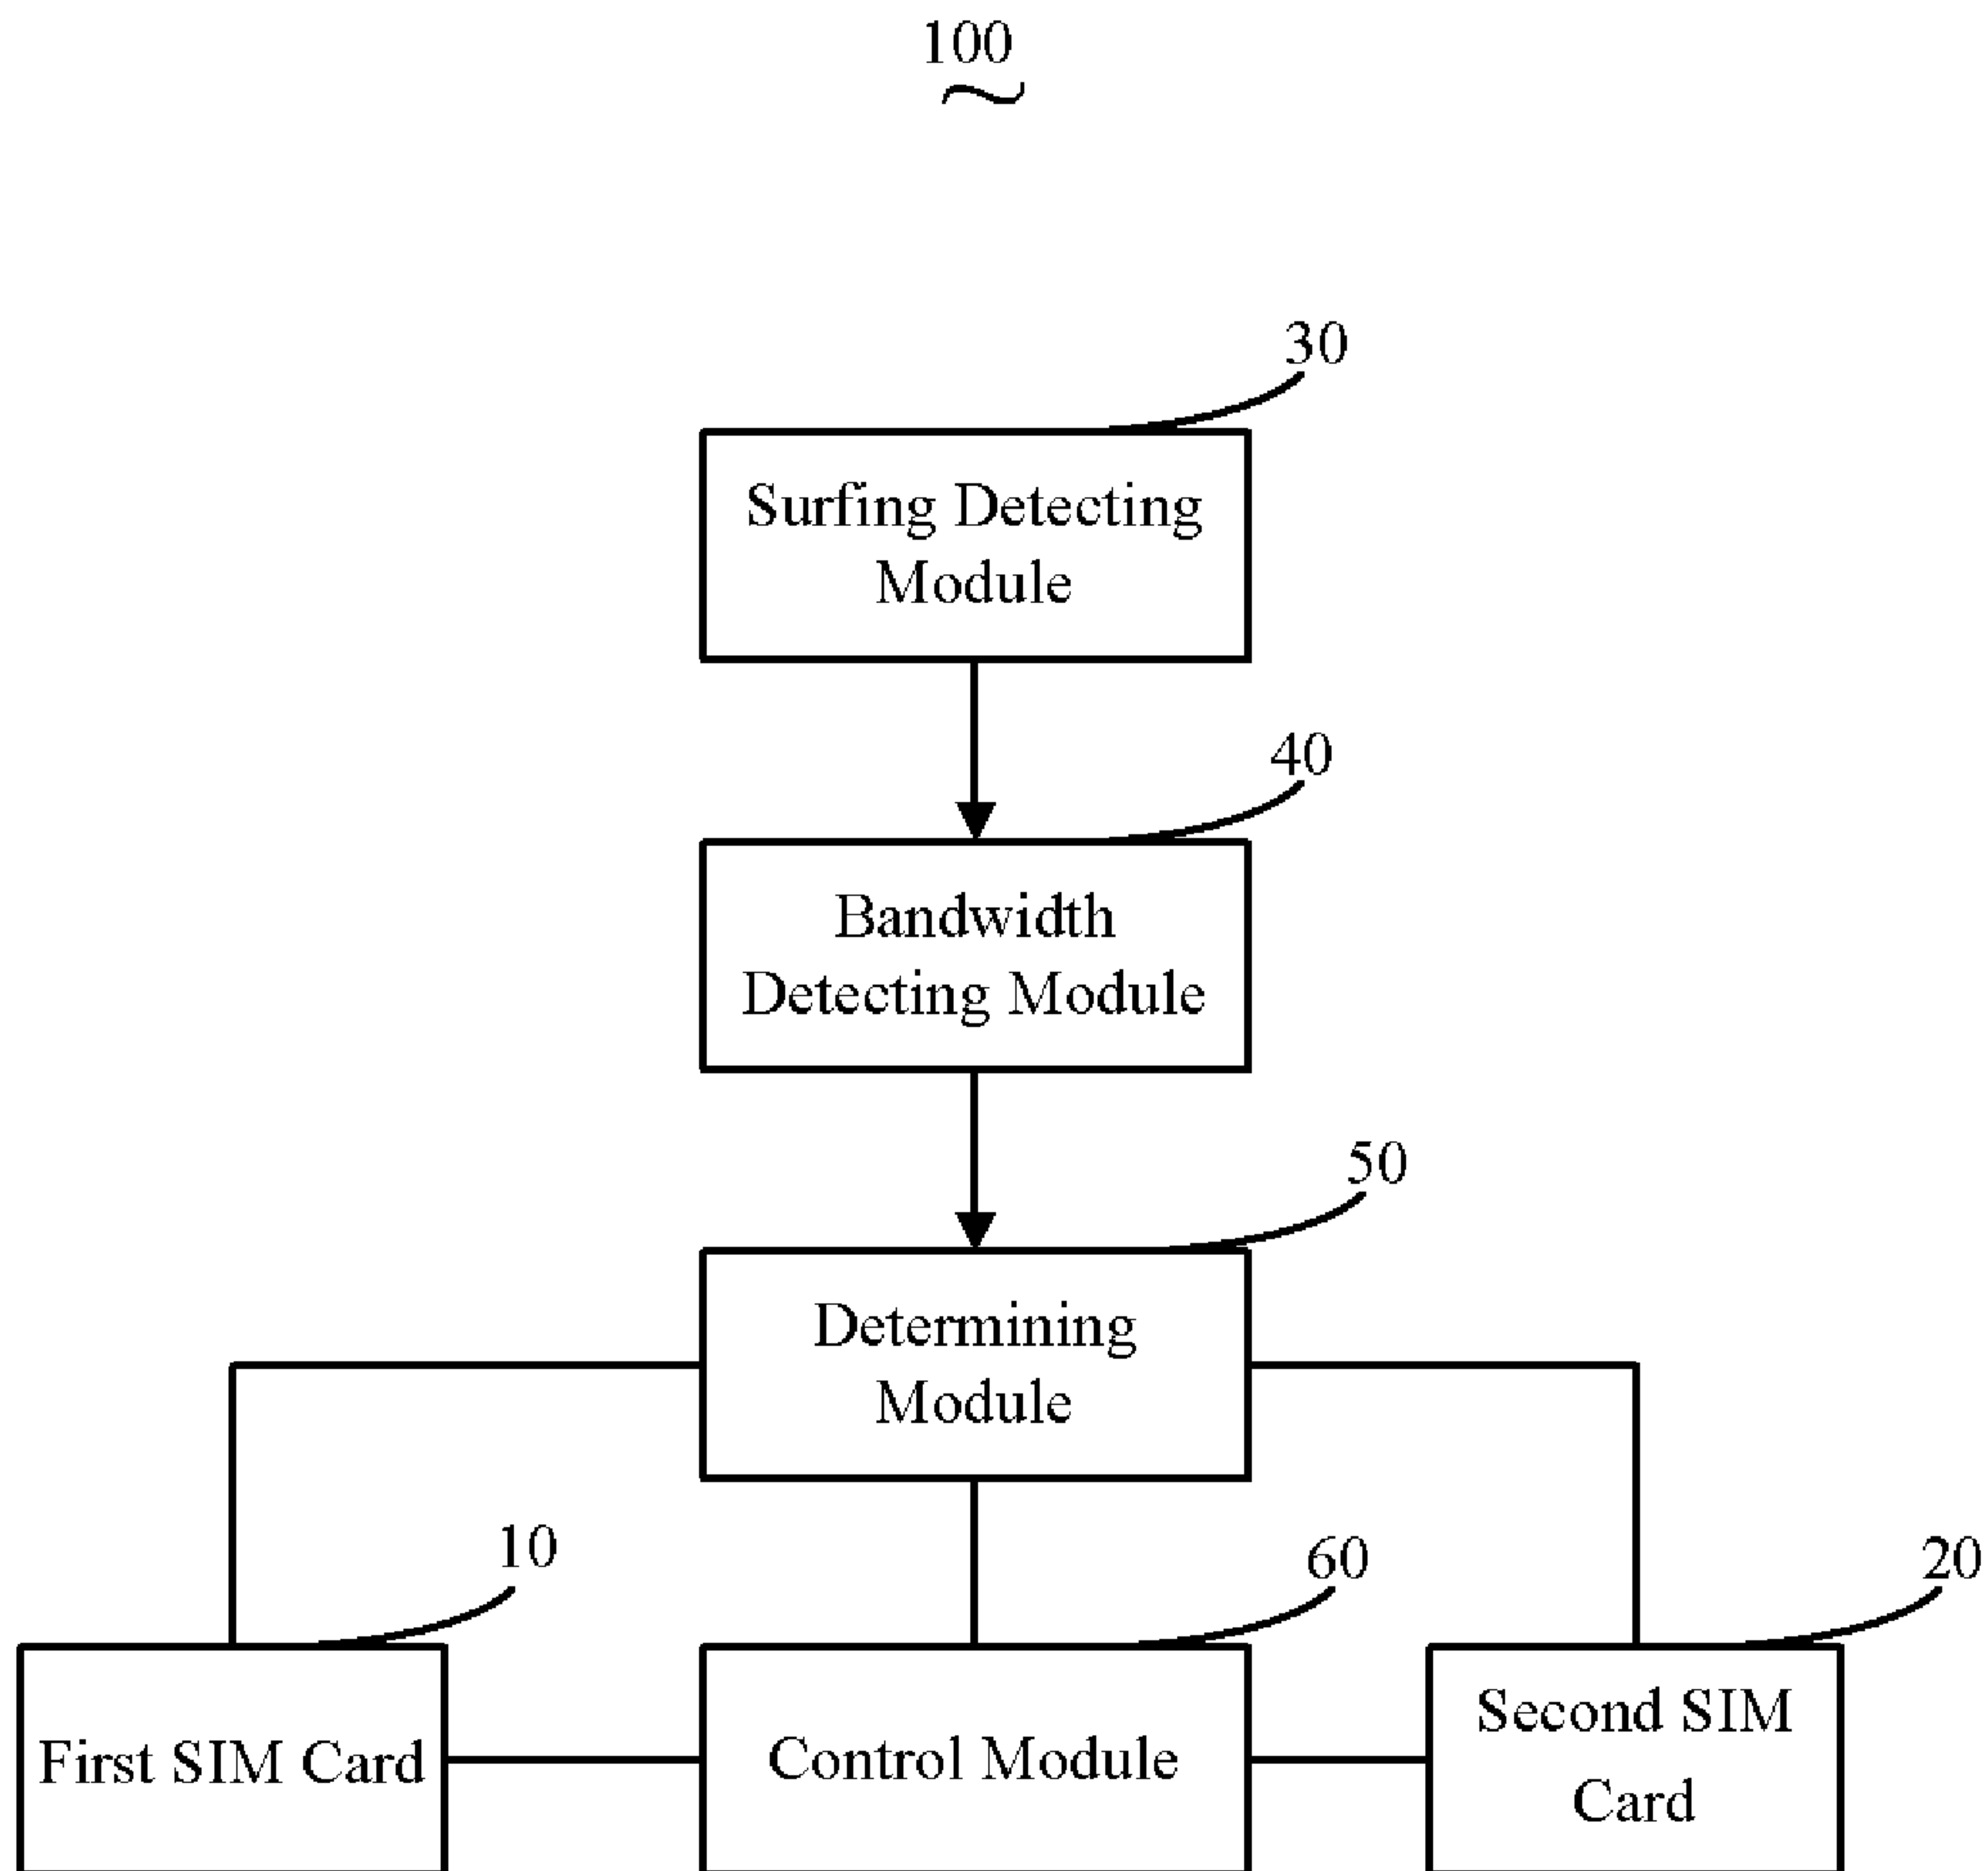 100
30
Surfing Detecting
Module
40
Bandwidth
Detecting Module
50
Determining
Module
10
60
20
First SIM Card
Control Module
Second SIM
Card